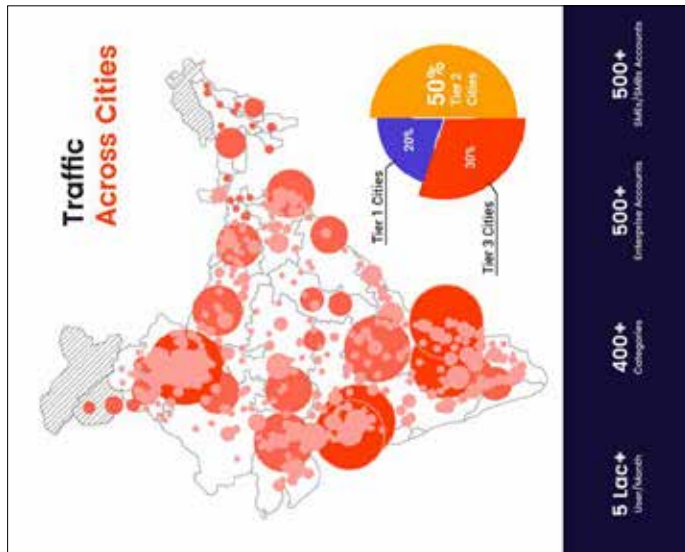 Traffic
Across Cities
Tier 1 Cities
20%
50%
Tier 2
Cities
30%
Tier 3 Cities
5 Lac+
User/Month
400+
Categories
500+
Enterprise Accounts
500+
SMEs/SMBs Accounts